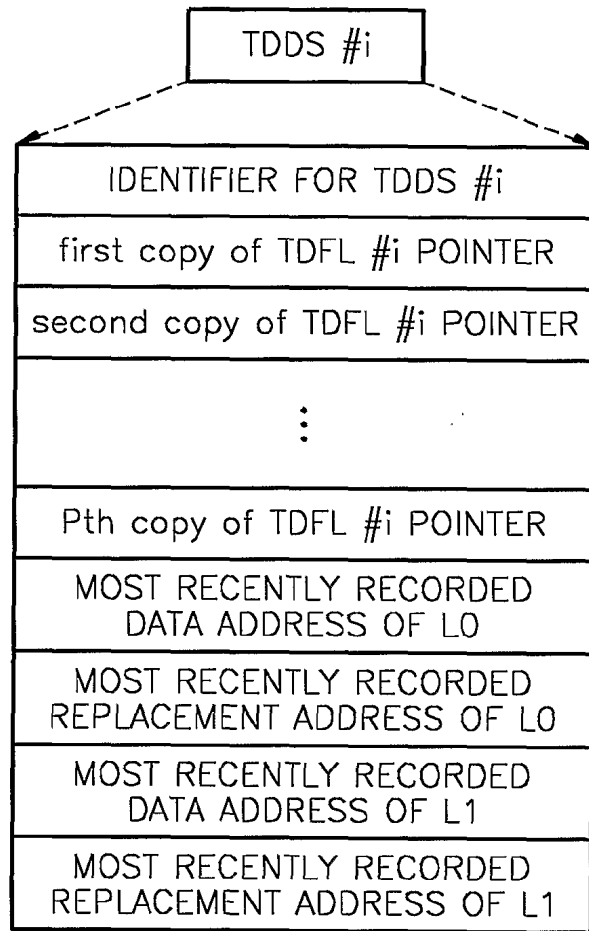 TDDS #i
IDENTIFIER FOR TDDS #i
first copy of TDFL #i POINTER
second copy of TDFL #i POINTER
⋮
Pth copy of TDFL #i POINTER
MOST RECENTLY RECORDED
DATA ADDRESS OF L0
MOST RECENTLY RECORDED
REPLACEMENT ADDRESS OF L0
MOST RECENTLY RECORDED
DATA ADDRESS OF L1
MOST RECENTLY RECORDED
REPLACEMENT ADDRESS OF L1